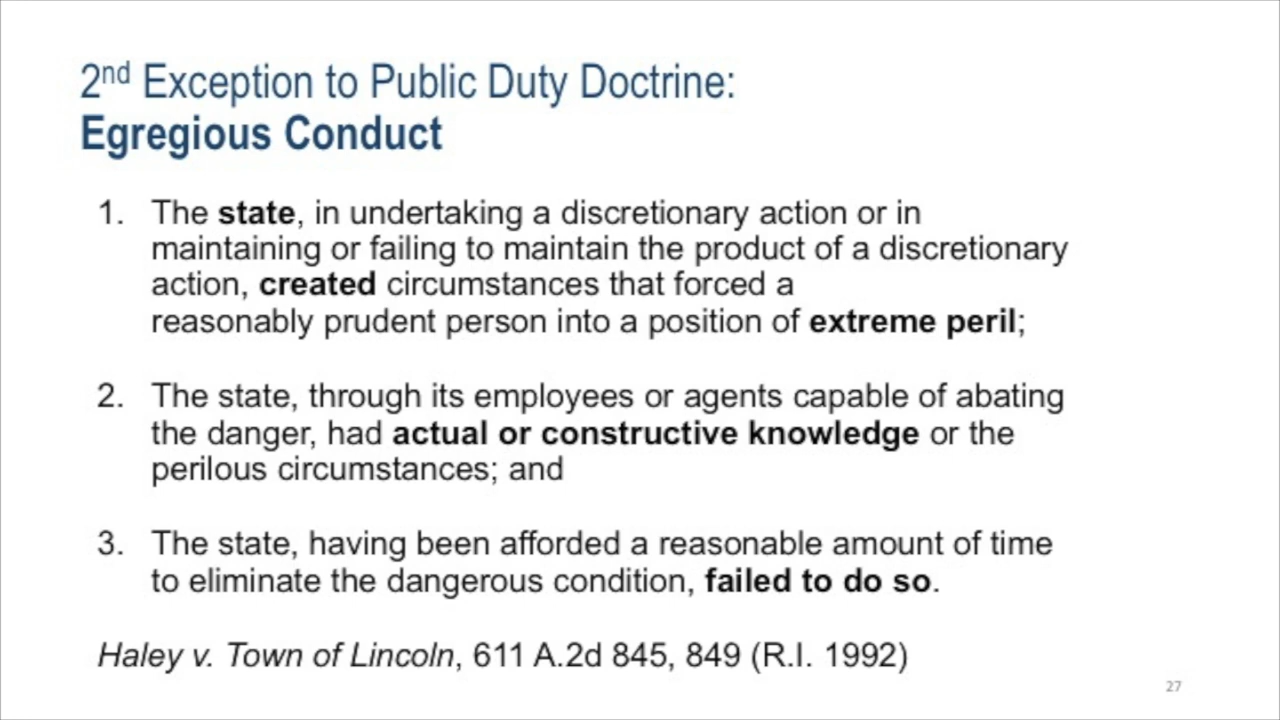 2nd Exception to Public Duty Doctrine:
Egregious Conduct
1. The state, in undertaking a discretionary action or in
maintaining or failing to maintain the product of a discretionary
action, created circumstances that forced a
reasonably prudent person into a position of extreme peril;
2. The state, through its employees or agents capable of abating
the danger, had actual or constructive knowledge or the
perilous circumstances; and
3. The state, having been afforded a reasonable amount of time
to eliminate the dangerous condition, failed to do so.
Haley v. Town of Lincoln, 611 A.2d 845, 849 (R.I. 1992)
27